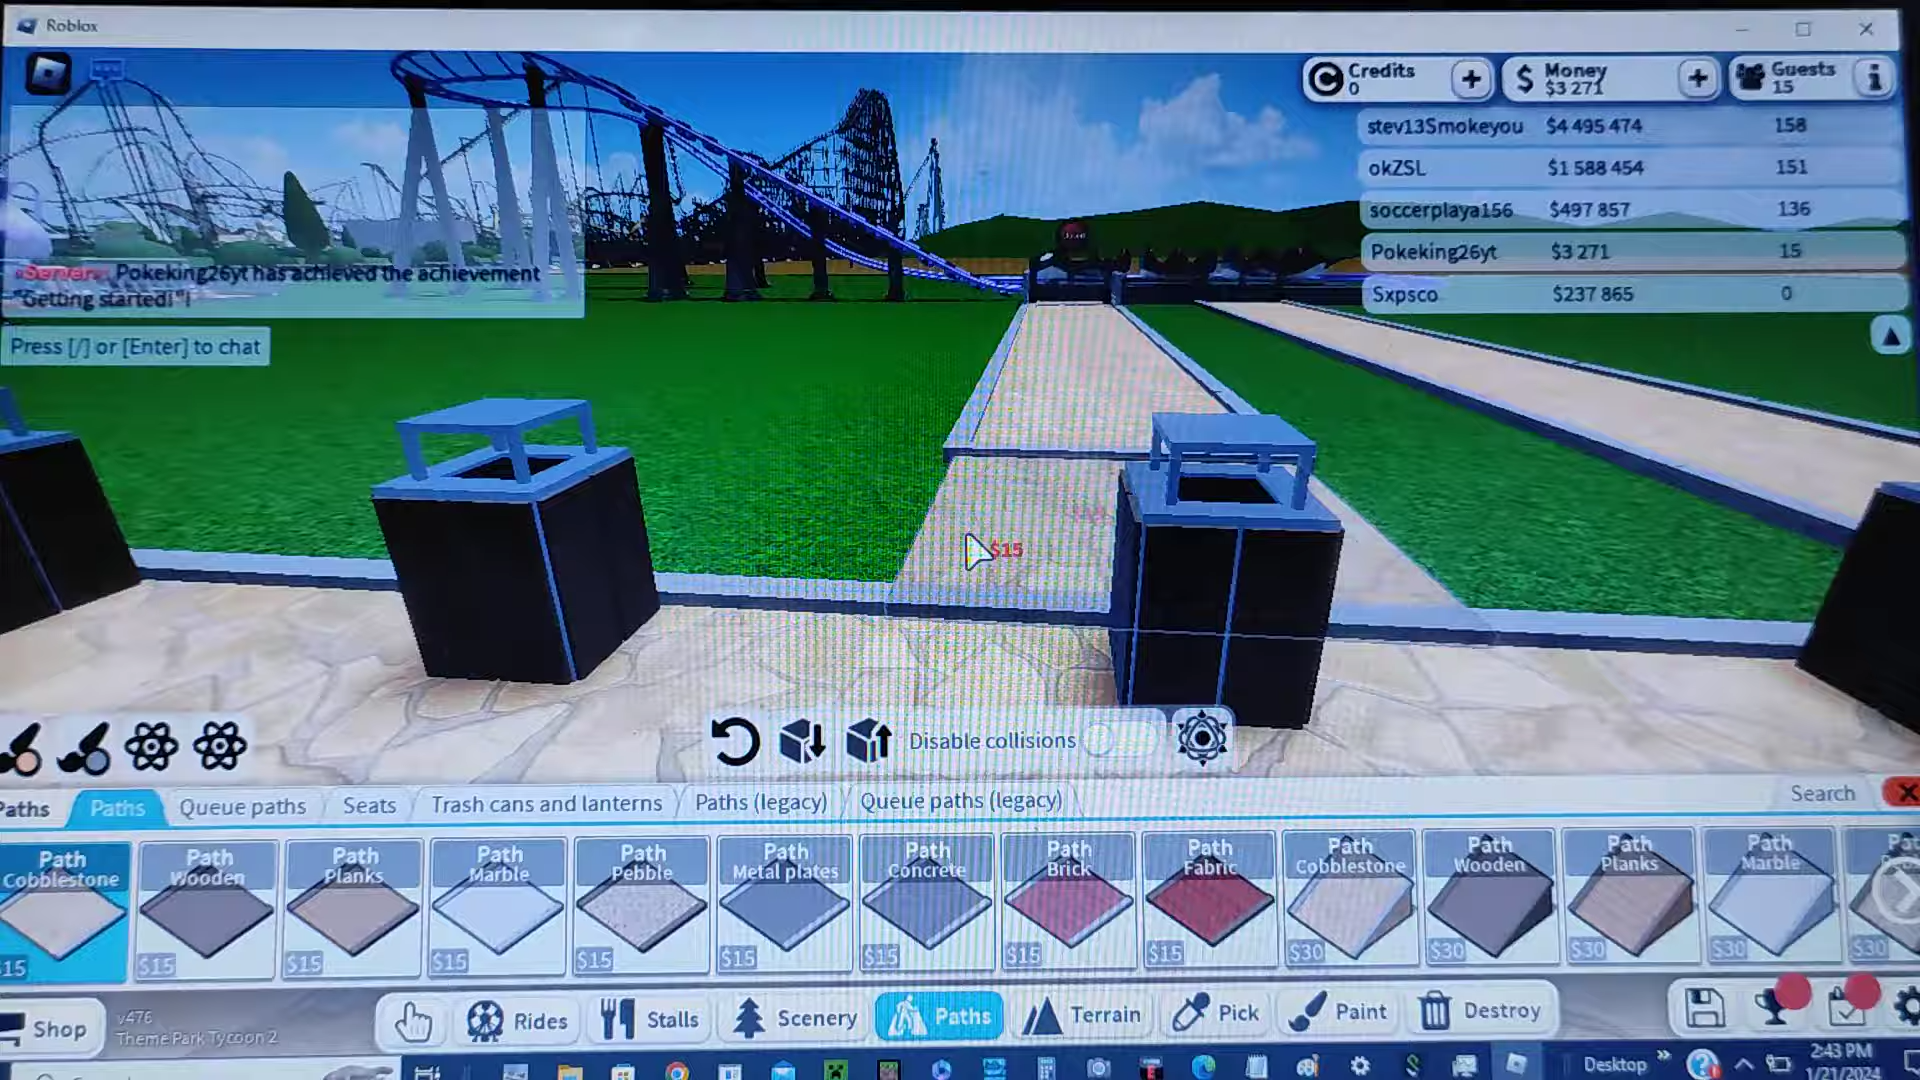 Roblox
Credits
0
Money
$3 271
Guests
15
stev13Smokeyou $4 495 474 158
okZSL $1 588 454 151
soccerplaya156 $497 857 136
Pokeking26yt $3 271 15
Sxpsco $237 865 0
Pokeking26yt has achieved the achievement
"Getting started!"!
Press [/] or [Enter] to chat
$15
Disable collisions
Paths Paths Queue paths Seats Trash cans and lanterns Paths (legacy) Queue paths (legacy) Search
Path
Cobblestone
$15
Path
Wooden
$15
Path
Planks
$15
Path
Marble
$15
Path
Pebble
$15
Path
Metal plates
$15
Path
Concrete
$15
Path
Brick
$15
Path
Fabric
$15
Path
Cobblestone
$30
Path
Wooden
$30
Path
Planks
$30
Path
Marble
$30
$30
Shop
v476
Theme Park Tycoon 2
Rides Stalls Scenery Paths Terrain Pick Paint Destroy
Desktop
2:43 PM
1/21/2024